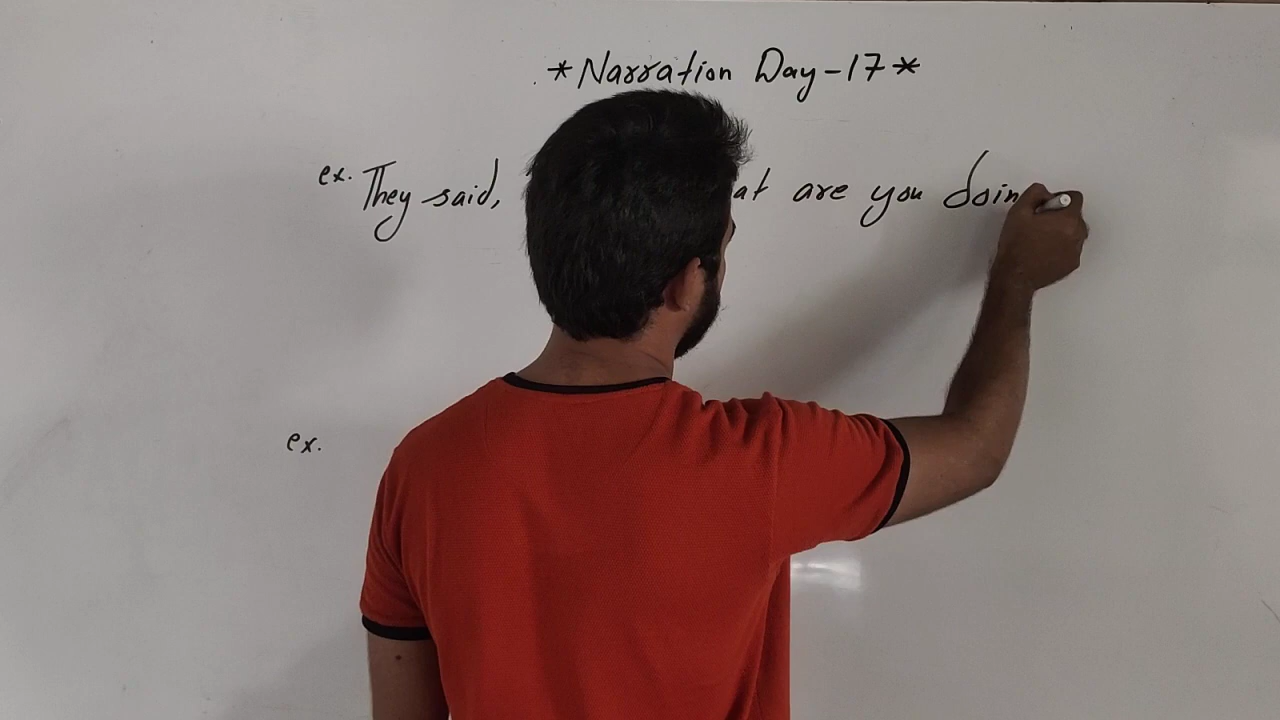 *Narration Day-17*
ex. They said, at are you doin
ex.